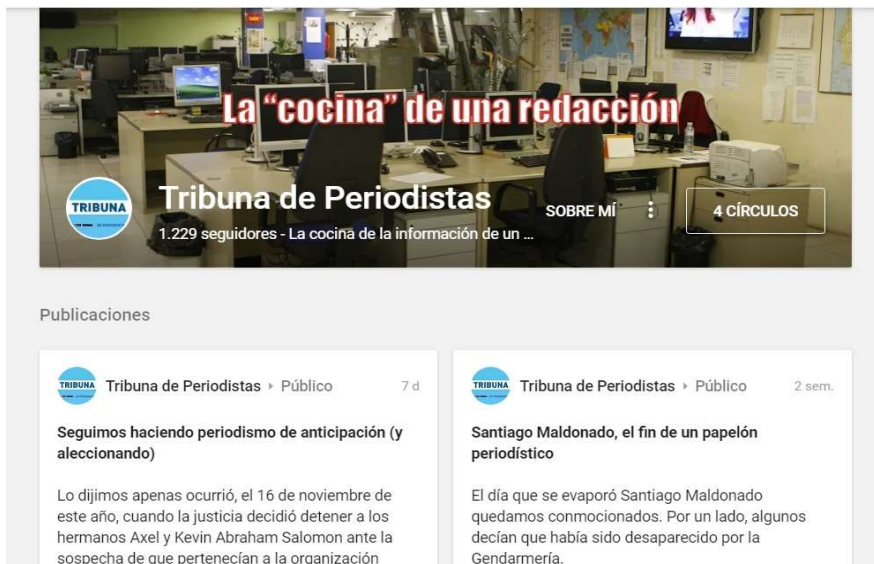 La “cocina” de una redacción
TRIBUNA
Tribuna de Periodistas
1.229 seguidores - La cocina de la información de un ...
SOBRE MÍ
4 CÍRCULOS
Publicaciones
TRIBUNA
Tribuna de Periodistas ▸ Público
7 d
Seguimos haciendo periodismo de anticipación (y
aleccionando)
Lo dijimos apenas ocurrió, el 16 de noviembre de
este año, cuando la justicia decidió detener a los
hermanos Axel y Kevin Abraham Salomon ante la
sospecha de que pertenecían a la organización
TRIBUNA
Tribuna de Periodistas ▸ Público
2 sem.
Santiago Maldonado, el fin de un papelón
periodístico
El día que se evaporó Santiago Maldonado
quedamos conmocionados. Por un lado, algunos
decían que había sido desaparecido por la
Gendarmería.